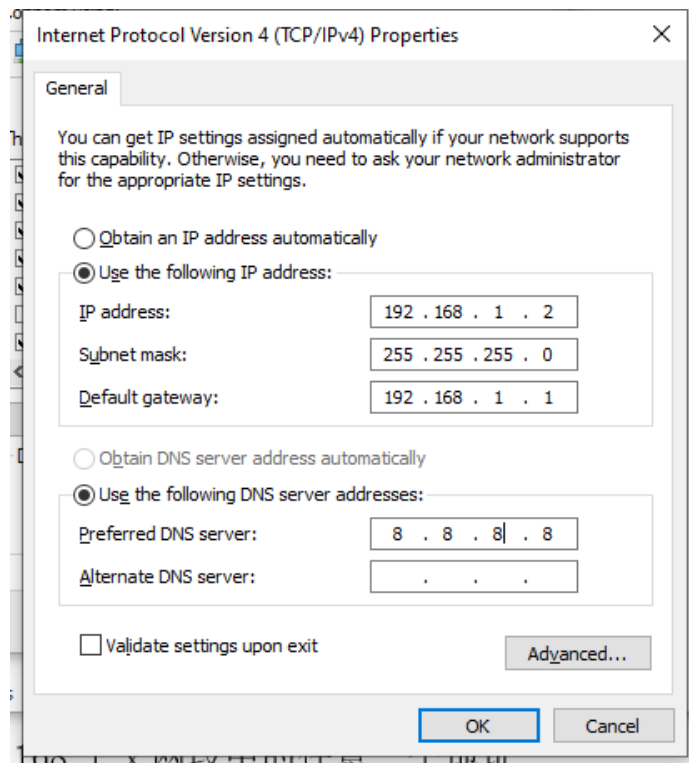 Internet Protocol Version 4 (TCP/IPv4) Properties
General
You can get IP settings assigned automatically if your network supports
this capability. Otherwise, you need to ask your network administrator
for the appropriate IP settings.
Obtain an IP address automatically
Use the following IP address:
IP address: 192 . 168 . 1 . 2
Subnet mask: 255 . 255 . 255 . 0
Default gateway: 192 . 168 . 1 . 1
Obtain DNS server address automatically
Use the following DNS server addresses:
Preferred DNS server: 8 . 8 . 8 . 8
Alternate DNS server: . . .
Validate settings upon exit
Advanced...
OK Cancel